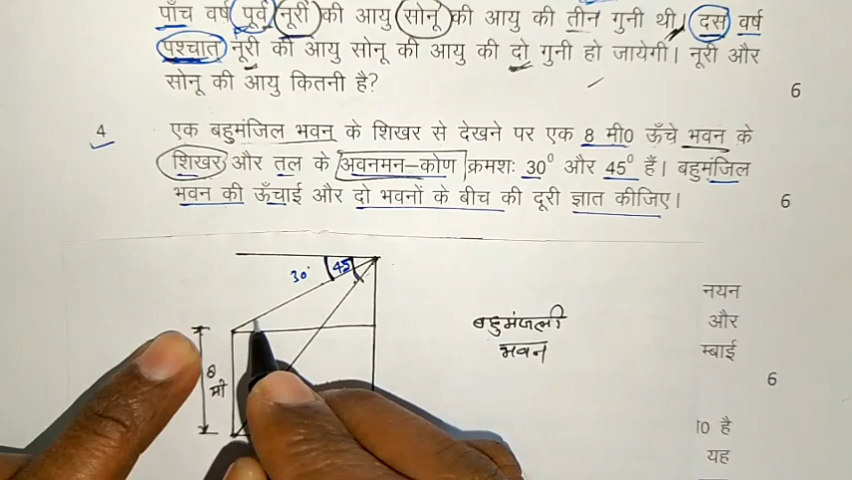 पाँच वर्ष पूर्व नूरी की आयु सोनू की आयु की तीन गुनी थी। दस वर्ष
पश्चात नूरी की आयु सोनू की आयु की दो गुनी हो जायेगी। नूरी और
सोनू की आयु कितनी है?
6
4 एक बहुमंजिल भवन के शिखर से देखने पर एक 8 मी0 ऊँचे भवन के
शिखर और तल के अवनमन–कोण क्रमशः 30⁰ और 45⁰ हैं। बहुमंजिल
भवन की ऊँचाई और दो भवनों के बीच की दूरी ज्ञात कीजिए।
6
30° 45
बहुमंजली
भवन
8
मी
नयन
और
म्बाई
6
10 है
यह